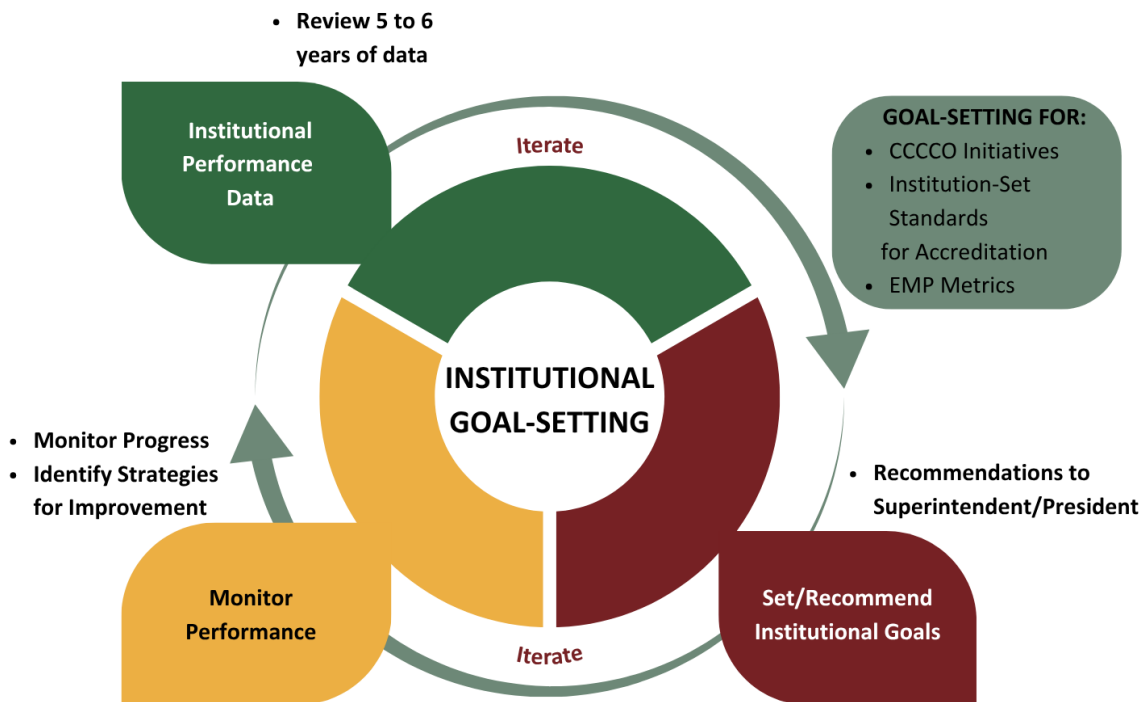 • Review 5 to 6
years of data
Institutional
Performance
Data
Iterate
GOAL-SETTING FOR:
• CCCCO Initiatives
• Institution-Set
Standards
for Accreditation
• EMP Metrics
INSTITUTIONAL
GOAL-SETTING
• Monitor Progress
• Identify Strategies
for Improvement
• Recommendations to
Superintendent/President
Monitor
Performance
Set/Recommend
Institutional Goals
Iterate